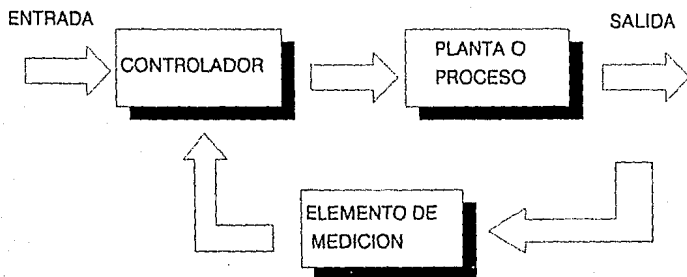 ENTRADA
SALIDA
CONTROLADOR
PLANTA O
PROCESO
ELEMENTO DE
MEDICION